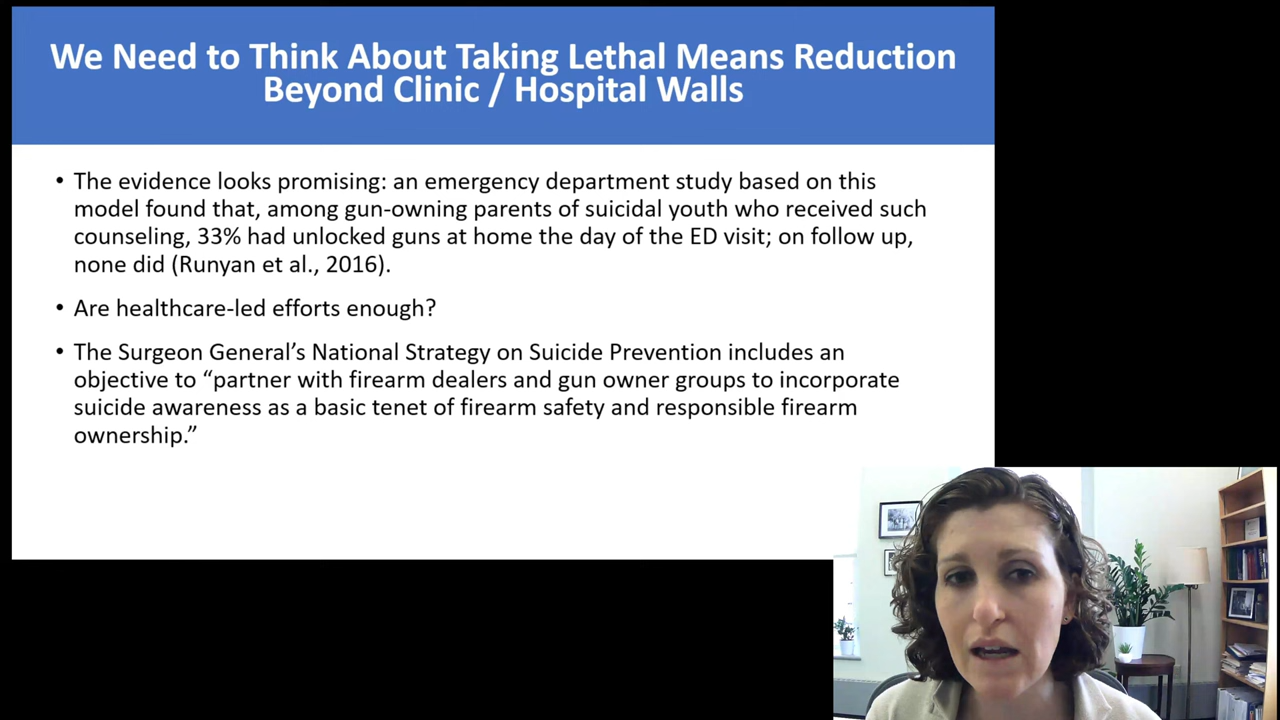 We Need to Think About Taking Lethal Means Reduction
Beyond Clinic / Hospital Walls
• The evidence looks promising: an emergency department study based on this
model found that, among gun-owning parents of suicidal youth who received such
counseling, 33% had unlocked guns at home the day of the ED visit; on follow up,
none did (Runyan et al., 2016).
• Are healthcare-led efforts enough?
• The Surgeon General’s National Strategy on Suicide Prevention includes an
objective to “partner with firearm dealers and gun owner groups to incorporate
suicide awareness as a basic tenet of firearm safety and responsible firearm
ownership.”